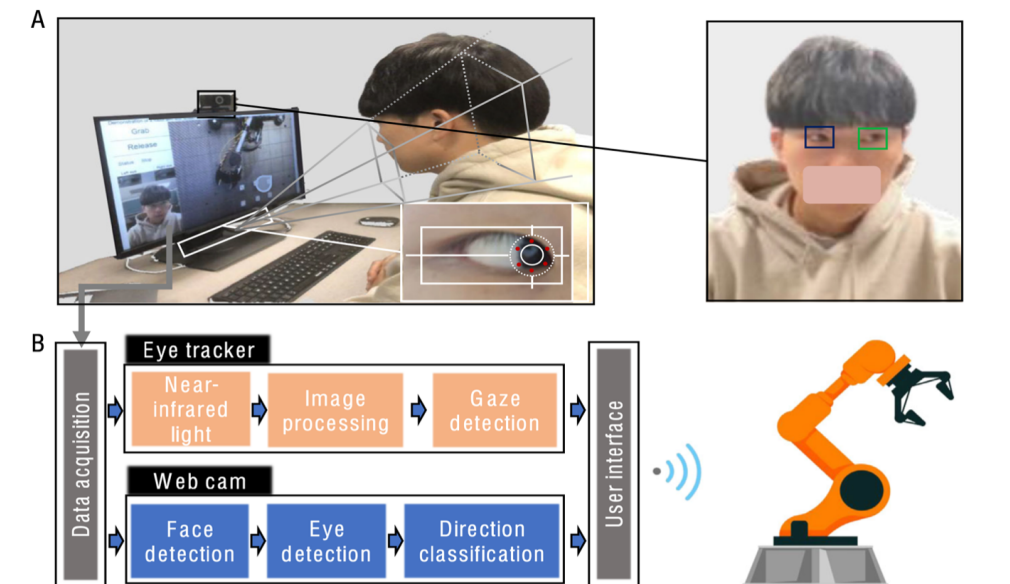 A
Grab
Release
B
Eye tracker
Near-
infrared
light
Image
processing
Gaze
detection
Data acquisition
User interface
Web cam
Face
detection
Eye
detection
Direction
classification